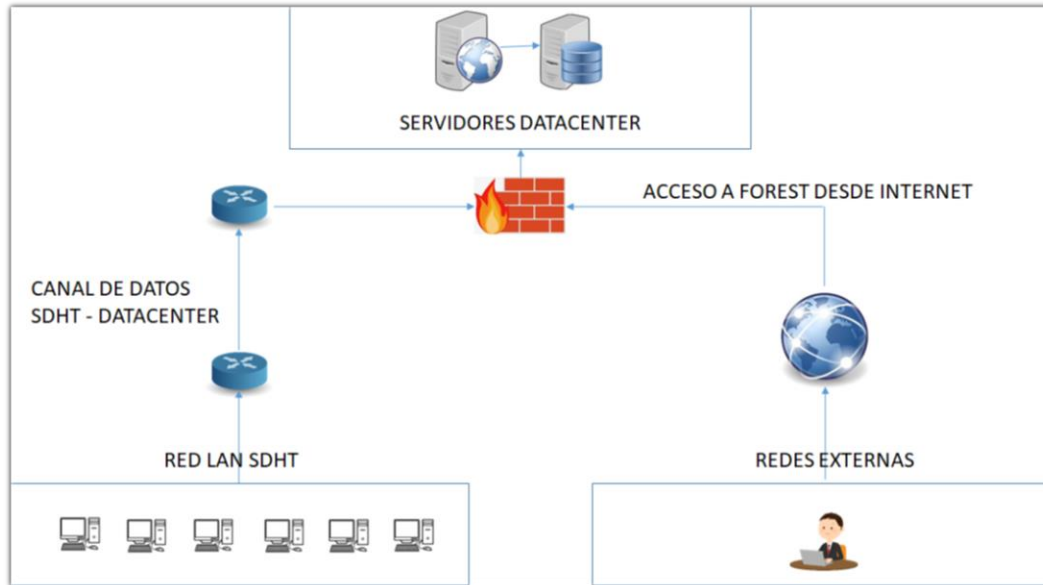 SERVIDORES DATACENTER
ACCESO A FOREST DESDE INTERNET
CANAL DE DATOS
SDHT - DATACENTER
RED LAN SDHT
REDES EXTERNAS